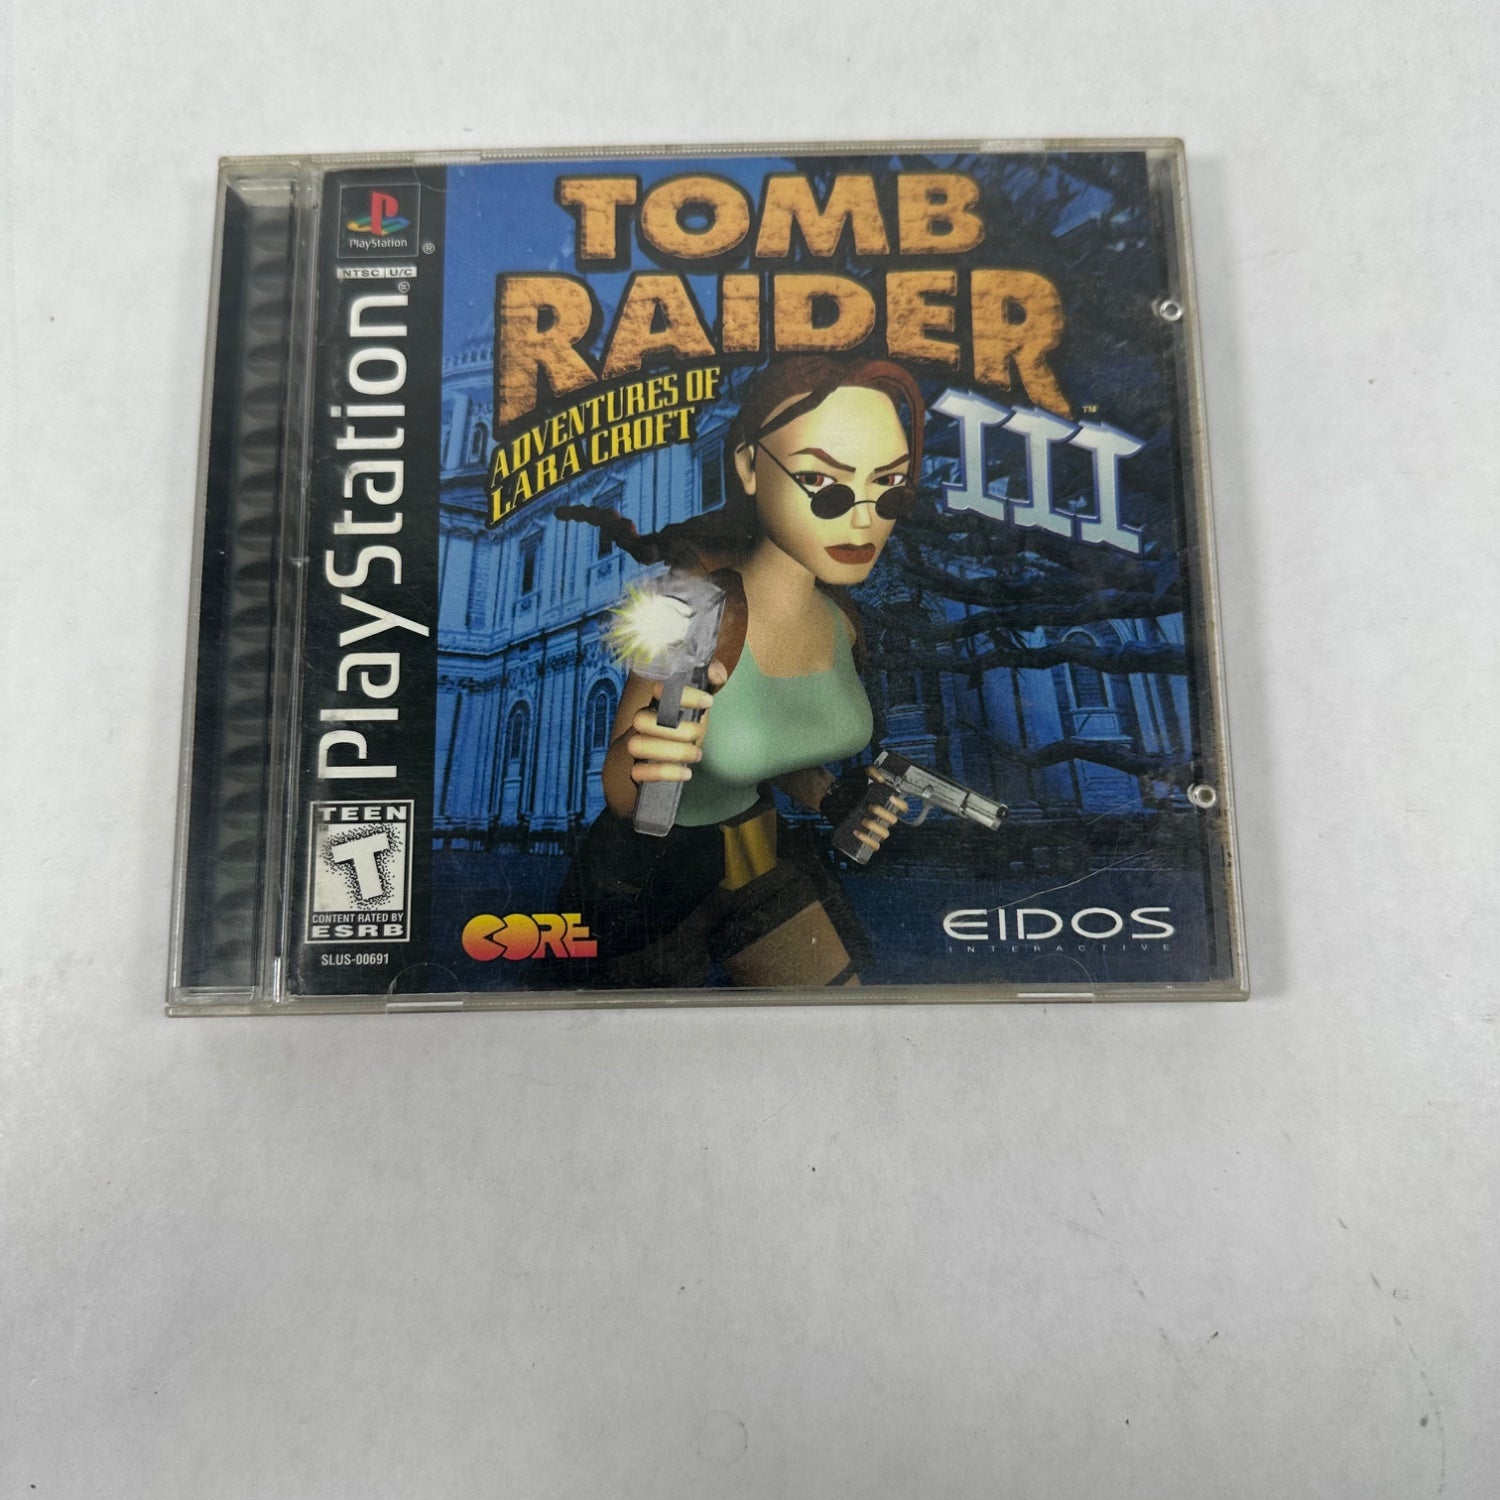 PlayStation
®
NTSC U/C
PlayStation
®
TEEN
T
CONTENT RATED BY
ESRB
SLUS-00691
TOMB
RAIDER
III
™
ADVENTURES OF
LARA CROFT
CORE
EIDOS
INTERACTIVE